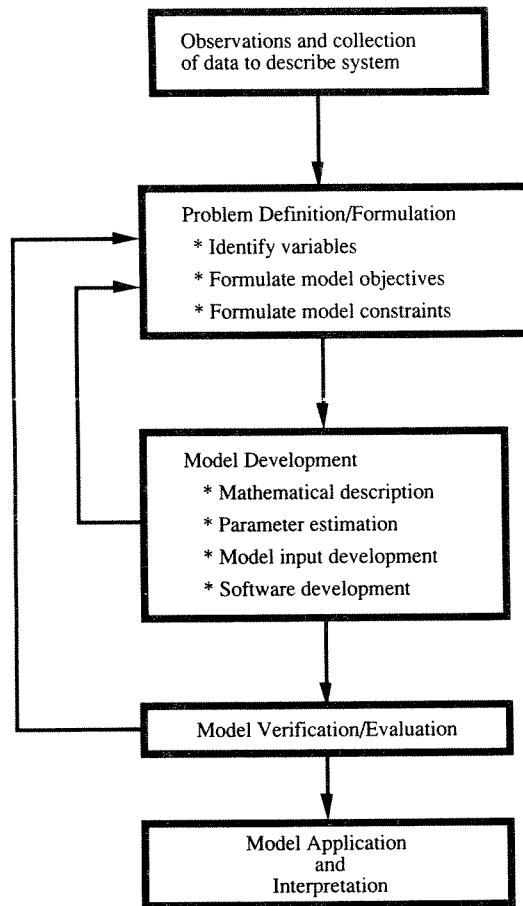 Observations and collection
of data to describe system
Problem Definition/Formulation
* Identify variables
* Formulate model objectives
* Formulate model constraints
Model Development
* Mathematical description
* Parameter estimation
* Model input development
* Software development
Model Verification/Evaluation
Model Application
and
Interpretation